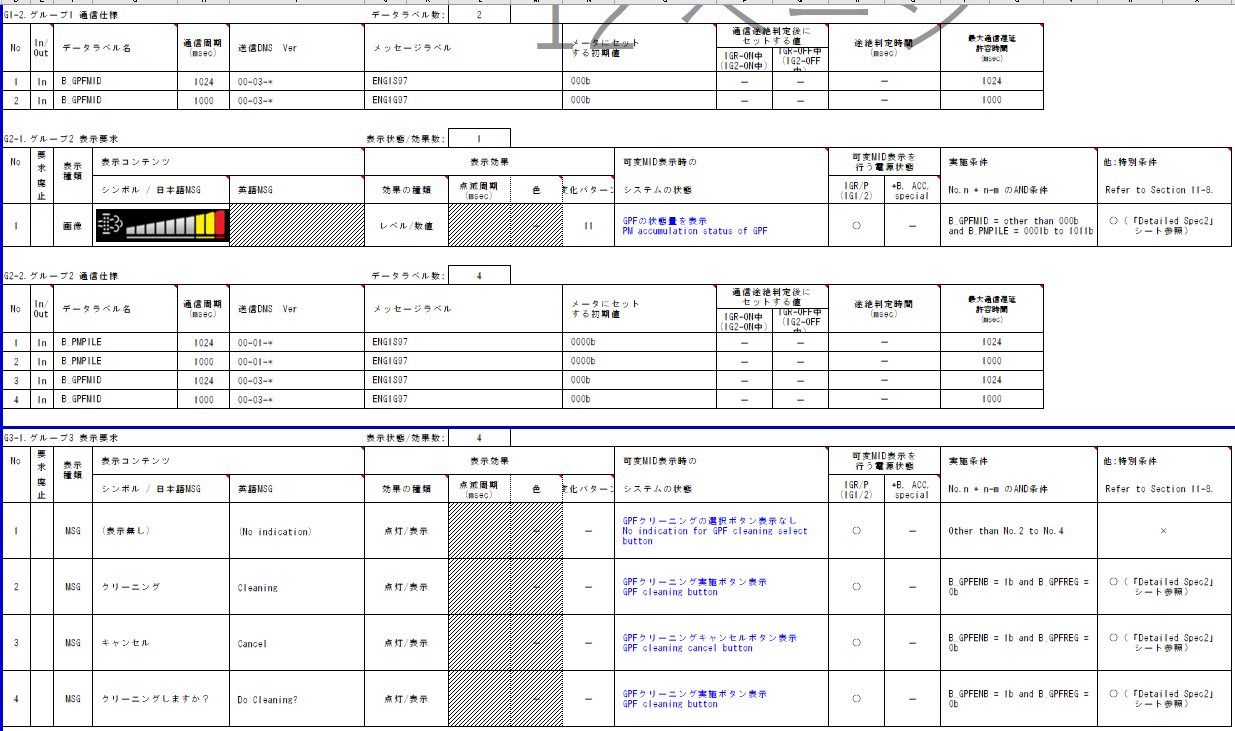 G1-2. グループ1 通信仕様 データラベル数: 2
No In/Out データラベル名 通信周期 (msec) 送信DMS Ver メッセージラベル メータにセットする初期値 通信途絶判定後にセットする値 IGR-ON中 (IG2-ON中) IGR-OFF中 (IG2-OFF中) 途絶判定時間 (msec) 最大通信遅延許容時間 (msec)
1 In B_GPFMID 1024 00-03-* ENG1S97 000b － － － 1024
2 In B_GPFMID 1000 00-03-* ENG1G97 000b － － － 1000
G2-1. グループ2 表示要求 表示状態/効果数: 1
No 要求廃止 表示種類 表示コンテンツ 表示効果 可変MID表示時の 可変MID表示を行う電源状態 実施条件 他:特別条件
シンボル / 日本語MSG 英語MSG 効果の種類 点滅周期 (msec) 色 変化パターン システムの状態 IGR/P (IG1/2) +B, ACC, special No.n * n-m のAND条件 Refer to Section 11-8.
1 画像 レベル/数値 － 11 GPFの状態量を表示 ○ － B_GPFMID = other than 000b ○ (「Detailed Spec2」
PM accumulation status of GPF and B_PMPILE = 0001b to 1011b シート参照)
G2-2. グループ2 通信仕様 データラベル数: 4
No In/Out データラベル名 通信周期 (msec) 送信DMS Ver メッセージラベル メータにセットする初期値 通信途絶判定後にセットする値 IGR-ON中 (IG2-ON中) IGR-OFF中 (IG2-OFF中) 途絶判定時間 (msec) 最大通信遅延許容時間 (msec)
1 In B_PMPILE 1024 00-01-* ENG1S97 0000b － － － 1024
2 In B_PMPILE 1000 00-01-* ENG1G97 0000b － － － 1000
3 In B_GPFMID 1024 00-03-* ENG1S97 000b － － － 1024
4 In B_GPFMID 1000 00-03-* ENG1G97 000b － － － 1000
G3-1. グループ3 表示要求 表示状態/効果数: 4
No 要求廃止 表示種類 表示コンテンツ 表示効果 可変MID表示時の 可変MID表示を行う電源状態 実施条件 他:特別条件
シンボル / 日本語MSG 英語MSG 効果の種類 点滅周期 (msec) 色 変化パターン システムの状態 IGR/P (IG1/2) +B, ACC, special No.n * n-m のAND条件 Refer to Section 11-8.
1 MSG (表示無し) (No indication) 点灯/表示 － － GPFクリーニングの選択ボタン表示なし ○ － Other than No.2 to No.4 ×
No indication for GPF cleaning select
button
2 MSG クリーニング Cleaning 点灯/表示 － － GPFクリーニング実施ボタン表示 ○ － B_GPFENB = 1b and B_GPFREG = ○ (「Detailed Spec2」
GPF cleaning button 0b シート参照)
3 MSG キャンセル Cancel 点灯/表示 － － GPFクリーニングキャンセルボタン表示 ○ － B_GPFENB = 1b and B_GPFREG = ○ (「Detailed Spec2」
GPF cleaning cancel button 0b シート参照)
4 MSG クリーニングしますか? Do Cleaning? 点灯/表示 － － GPFクリーニング実施ボタン表示 ○ － B_GPFENB = 1b and B_GPFREG = ○ (「Detailed Spec2」
GPF cleaning button 0b シート参照)